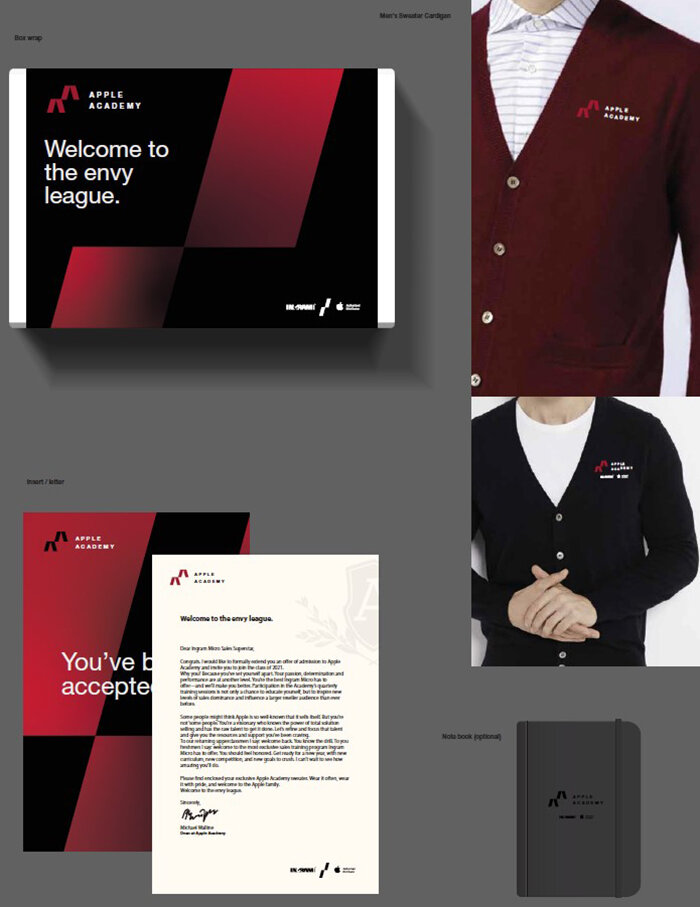 Men's Sweater Cardigan
Box wrap
APPLE
ACADEMY
Welcome to
the envy
league.
APPLE
ACADEMY
APPLE
ACADEMY
Insert / letter
APPLE
ACADEMY
You've b
accepte
APPLE
ACADEMY
Welcome to the envy league.
Dear Ingram Micro Sales Superstar,
Congrats. I would like to formally extend you an offer of admission to Apple
Academy and invite you to join the class of 2021.
Why you? Because you've set yourself apart. Your passion, determination and
performance are at another level. You're the best Ingram Micro has to
offer—and we'll make you better. Participation in the Academy's quarterly
training sessions is not only a chance to educate yourself, but to inspire new
levels of sales dominance and influence a larger reseller audience than ever
before.
Some people might think Apple is so well-known that it sells itself. But you're
not 'some people.' You're a visionary who knows the power of total solution
selling and has the raw talent to get it done. Let's refine and focus that talent
and give you the resources and support you've been craving.
To our returning upperclassmen I say: welcome back. You know the drill. To you
freshmen I say: welcome to the most exclusive sales training program Ingram
Micro has to offer. You should feel honored. Get ready for a new year, with new
curriculum, new competition, and new goals to crush. I can't wait to see how
amazing you'll do.
Please find enclosed your exclusive Apple Academy sweater. Wear it often, wear
it with pride, and welcome to the Apple family.
Welcome to the envy league.
Sincerely,
Michael
Dean of Apple Academy
Note book (optional)
APPLE
ACADEMY